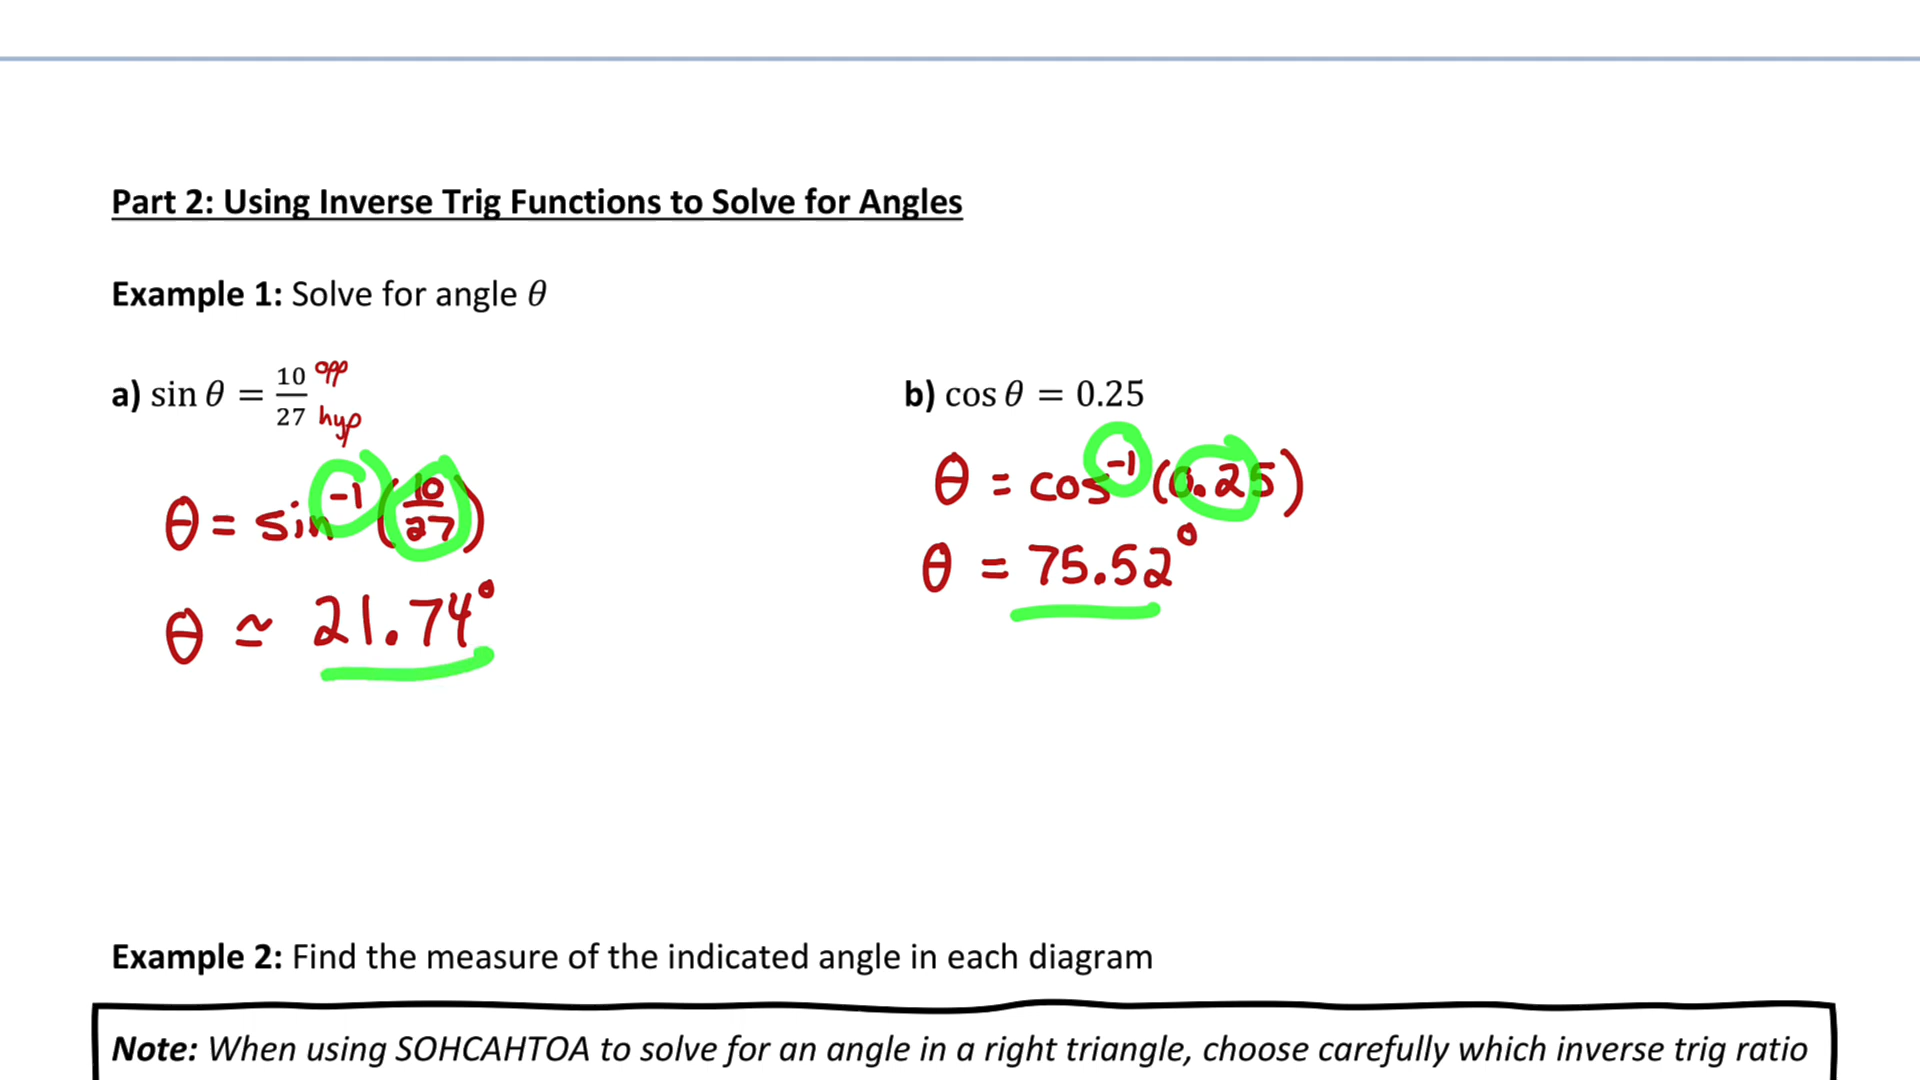 Part 2: Using Inverse Trig Functions to Solve for Angles
Example 1: Solve for angle θ
a) sin θ = 10/27 opp hyp
θ = sin⁻¹(10/27)
θ ≃ 21.74°
b) cos θ = 0.25
θ = cos⁻¹(0.25)
θ = 75.52°
Example 2: Find the measure of the indicated angle in each diagram
Note: When using SOHCAHTOA to solve for an angle in a right triangle, choose carefully which inverse trig ratio